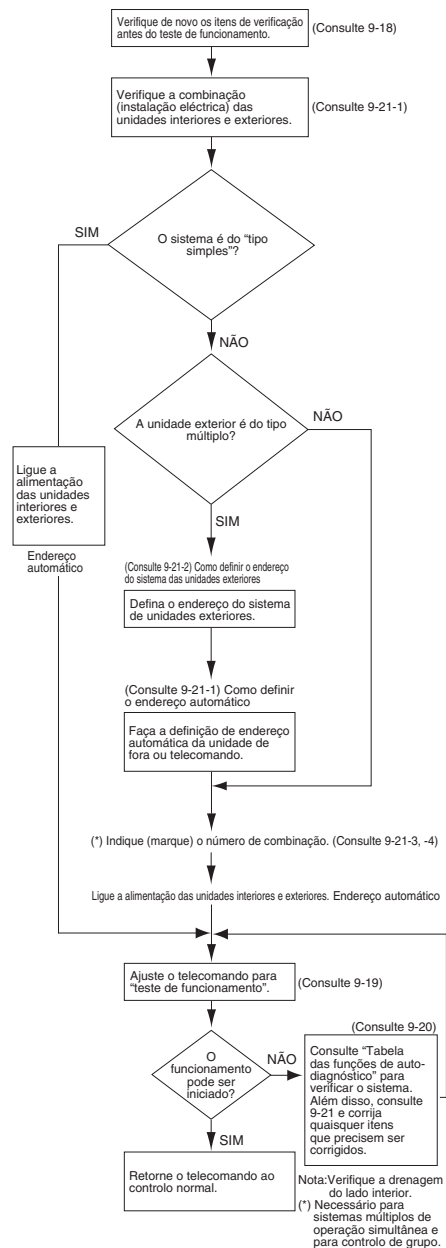 Verifique de novo os itens de verificação
antes do teste de funcionamento.
(Consulte 9-18)
Verifique a combinação
(instalação eléctrica) das
unidades interiores e exteriores.
(Consulte 9-21-1)
SIM
O sistema é do “tipo
simples”?
NÃO
A unidade exterior é do tipo
múltiplo?
NÃO
Ligue a
alimentação
das unidades
interiores e
exteriores.
Endereço
automático
SIM
(Consulte 9-21-2) Como definir o endereço
do sistema das unidades exteriores
Defina o endereço do sistema
de unidades exteriores.
(Consulte 9-21-1) Como definir
o endereço automático
Faça a definição de endereço
automática da unidade de
fora ou telecomando.
(*) Indique (marque) o número de combinação. (Consulte 9-21-3, -4)
Ligue a alimentação das unidades interiores e exteriores. Endereço automático
Ajuste o telecomando para
“teste de funcionamento”.
(Consulte 9-19)
O
funcionamento
pode ser
iniciado?
NÃO
(Consulte 9-20)
Consulte “Tabela
das funções de auto-
diagnóstico” para
verificar o sistema.
Além disso, consulte
9-21 e corrija
quaisquer itens
que precisem ser
corrigidos.
SIM
Retorne o telecomando ao
controlo normal.
Nota:Verifique a drenagem
do lado interior.
(*) Necessário para
sistemas múltiplos de
operação simultânea e
para controlo de grupo.